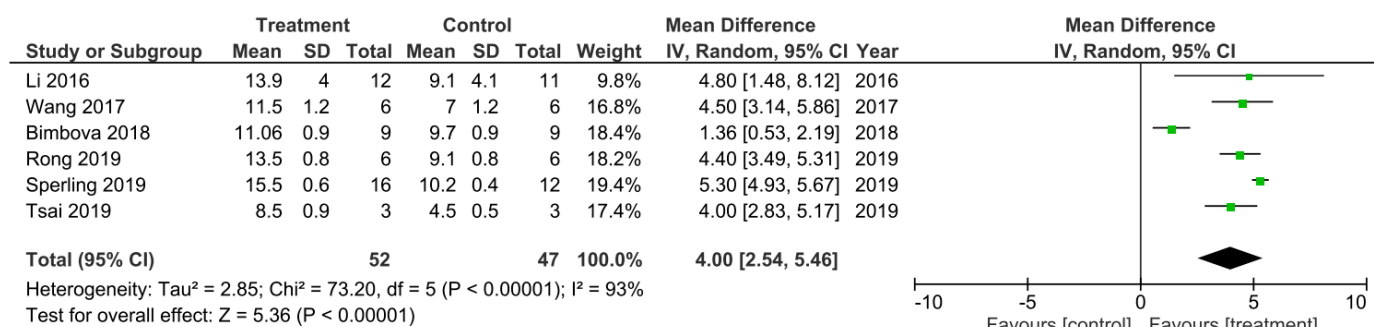 Treatment Control Mean Difference Mean Difference
Study or Subgroup Mean SD Total Mean SD Total Weight IV, Random, 95% CI Year IV, Random, 95% CI
Li 2016 13.9 4 12 9.1 4.1 11 9.8% 4.80 [1.48, 8.12] 2016
Wang 2017 11.5 1.2 6 7 1.2 6 16.8% 4.50 [3.14, 5.86] 2017
Bimbova 2018 11.06 0.9 9 9.7 0.9 9 18.4% 1.36 [0.53, 2.19] 2018
Rong 2019 13.5 0.8 6 9.1 0.8 6 18.2% 4.40 [3.49, 5.31] 2019
Sperling 2019 15.5 0.6 16 10.2 0.4 12 19.4% 5.30 [4.93, 5.67] 2019
Tsai 2019 8.5 0.9 3 4.5 0.5 3 17.4% 4.00 [2.83, 5.17] 2019
Total (95% CI) 52 47 100.0% 4.00 [2.54, 5.46]
Heterogeneity: Tau² = 2.85; Chi² = 73.20, df = 5 (P < 0.00001); I² = 93%
Test for overall effect: Z = 5.36 (P < 0.00001)
-10 -5 0 5 10
Favours [control] Favours [treatment]